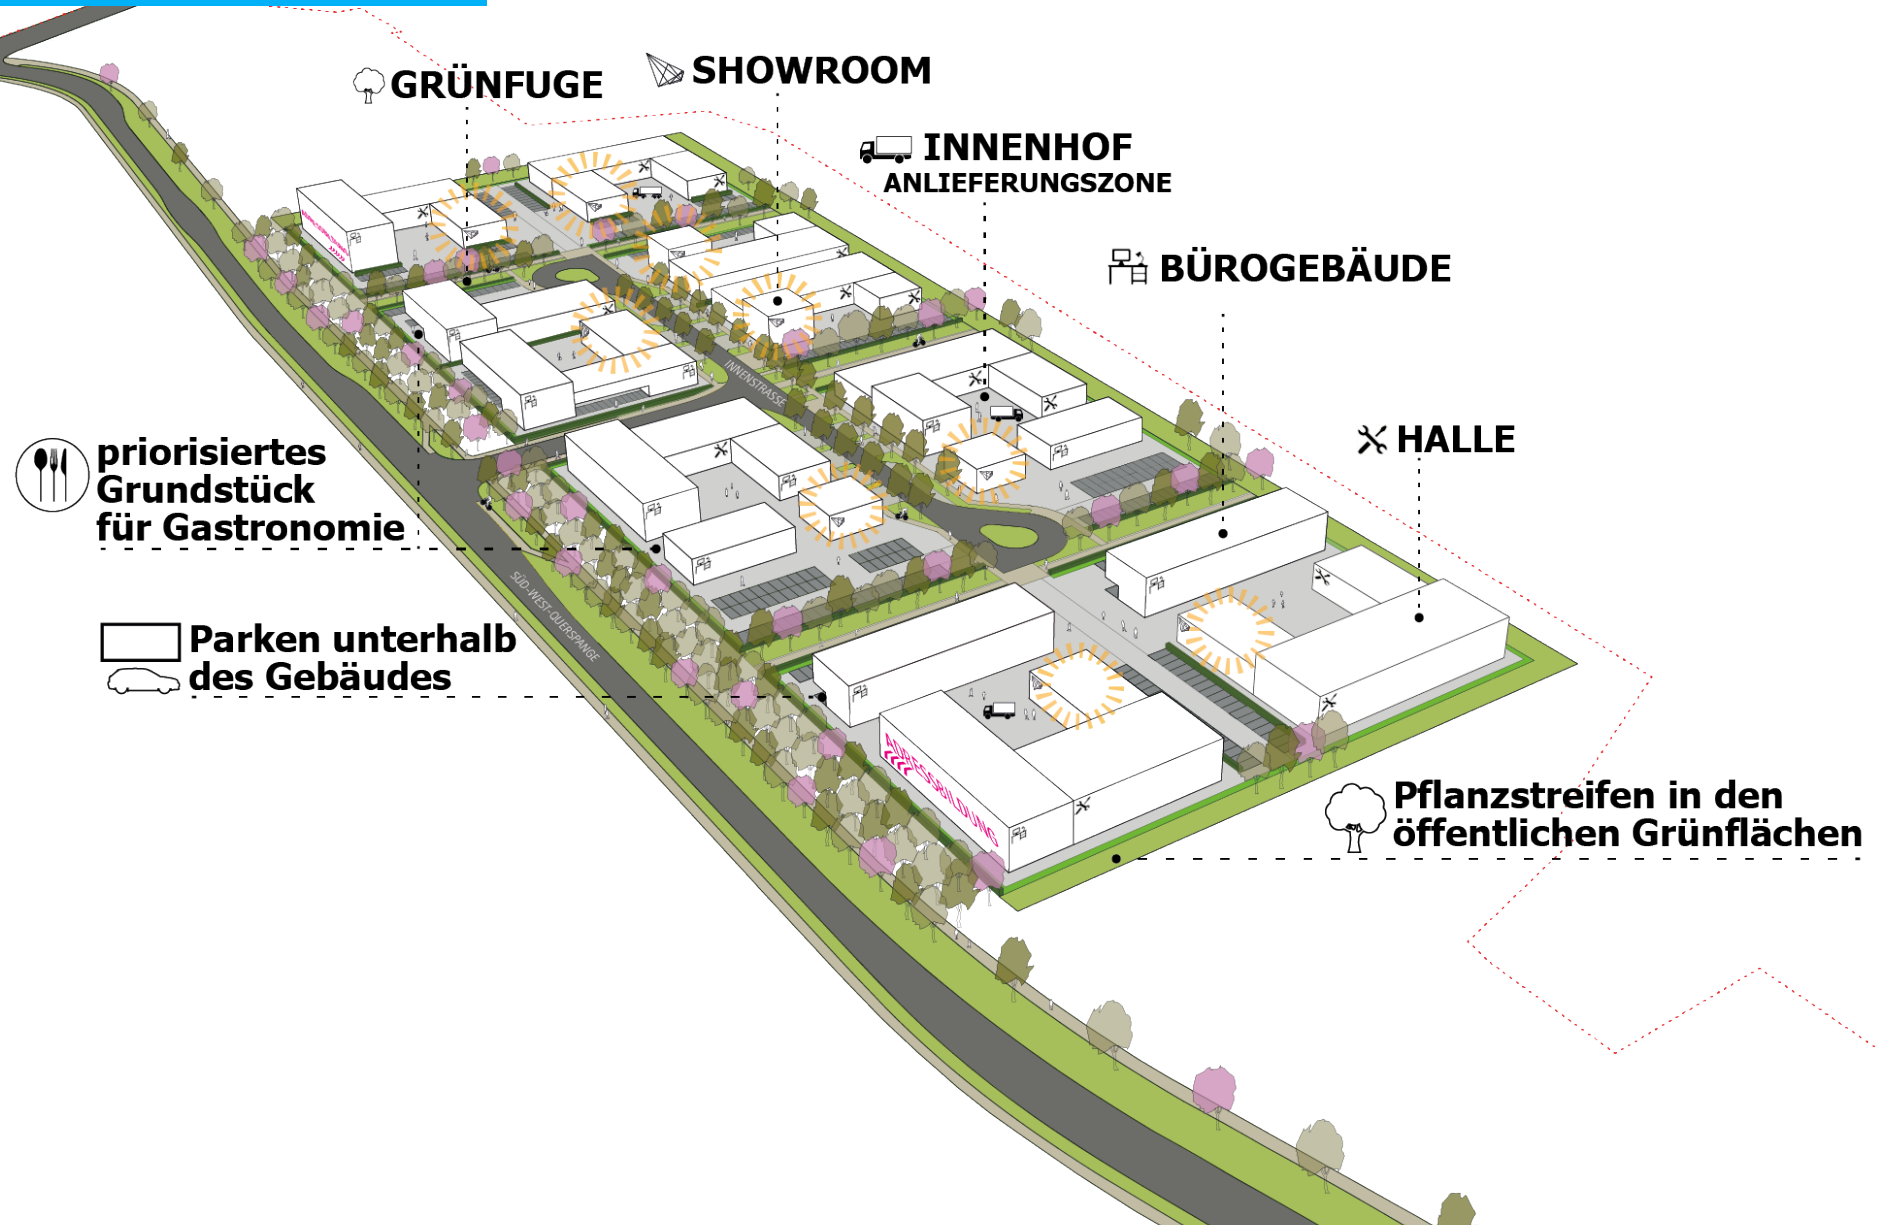 GRÜNFUGE
SHOWROOM
INNENHOF
ANLIEFERUNGSZONE
BÜROGEBÄUDE
INNENSTRASSE
HALLE
priorisiertes
Grundstück
für Gastronomie
SÜD-WEST-QUERSPANGE
Parken unterhalb
des Gebäudes
ADRESSBILDUNG
Pflanzstreifen in den
öffentlichen Grünflächen